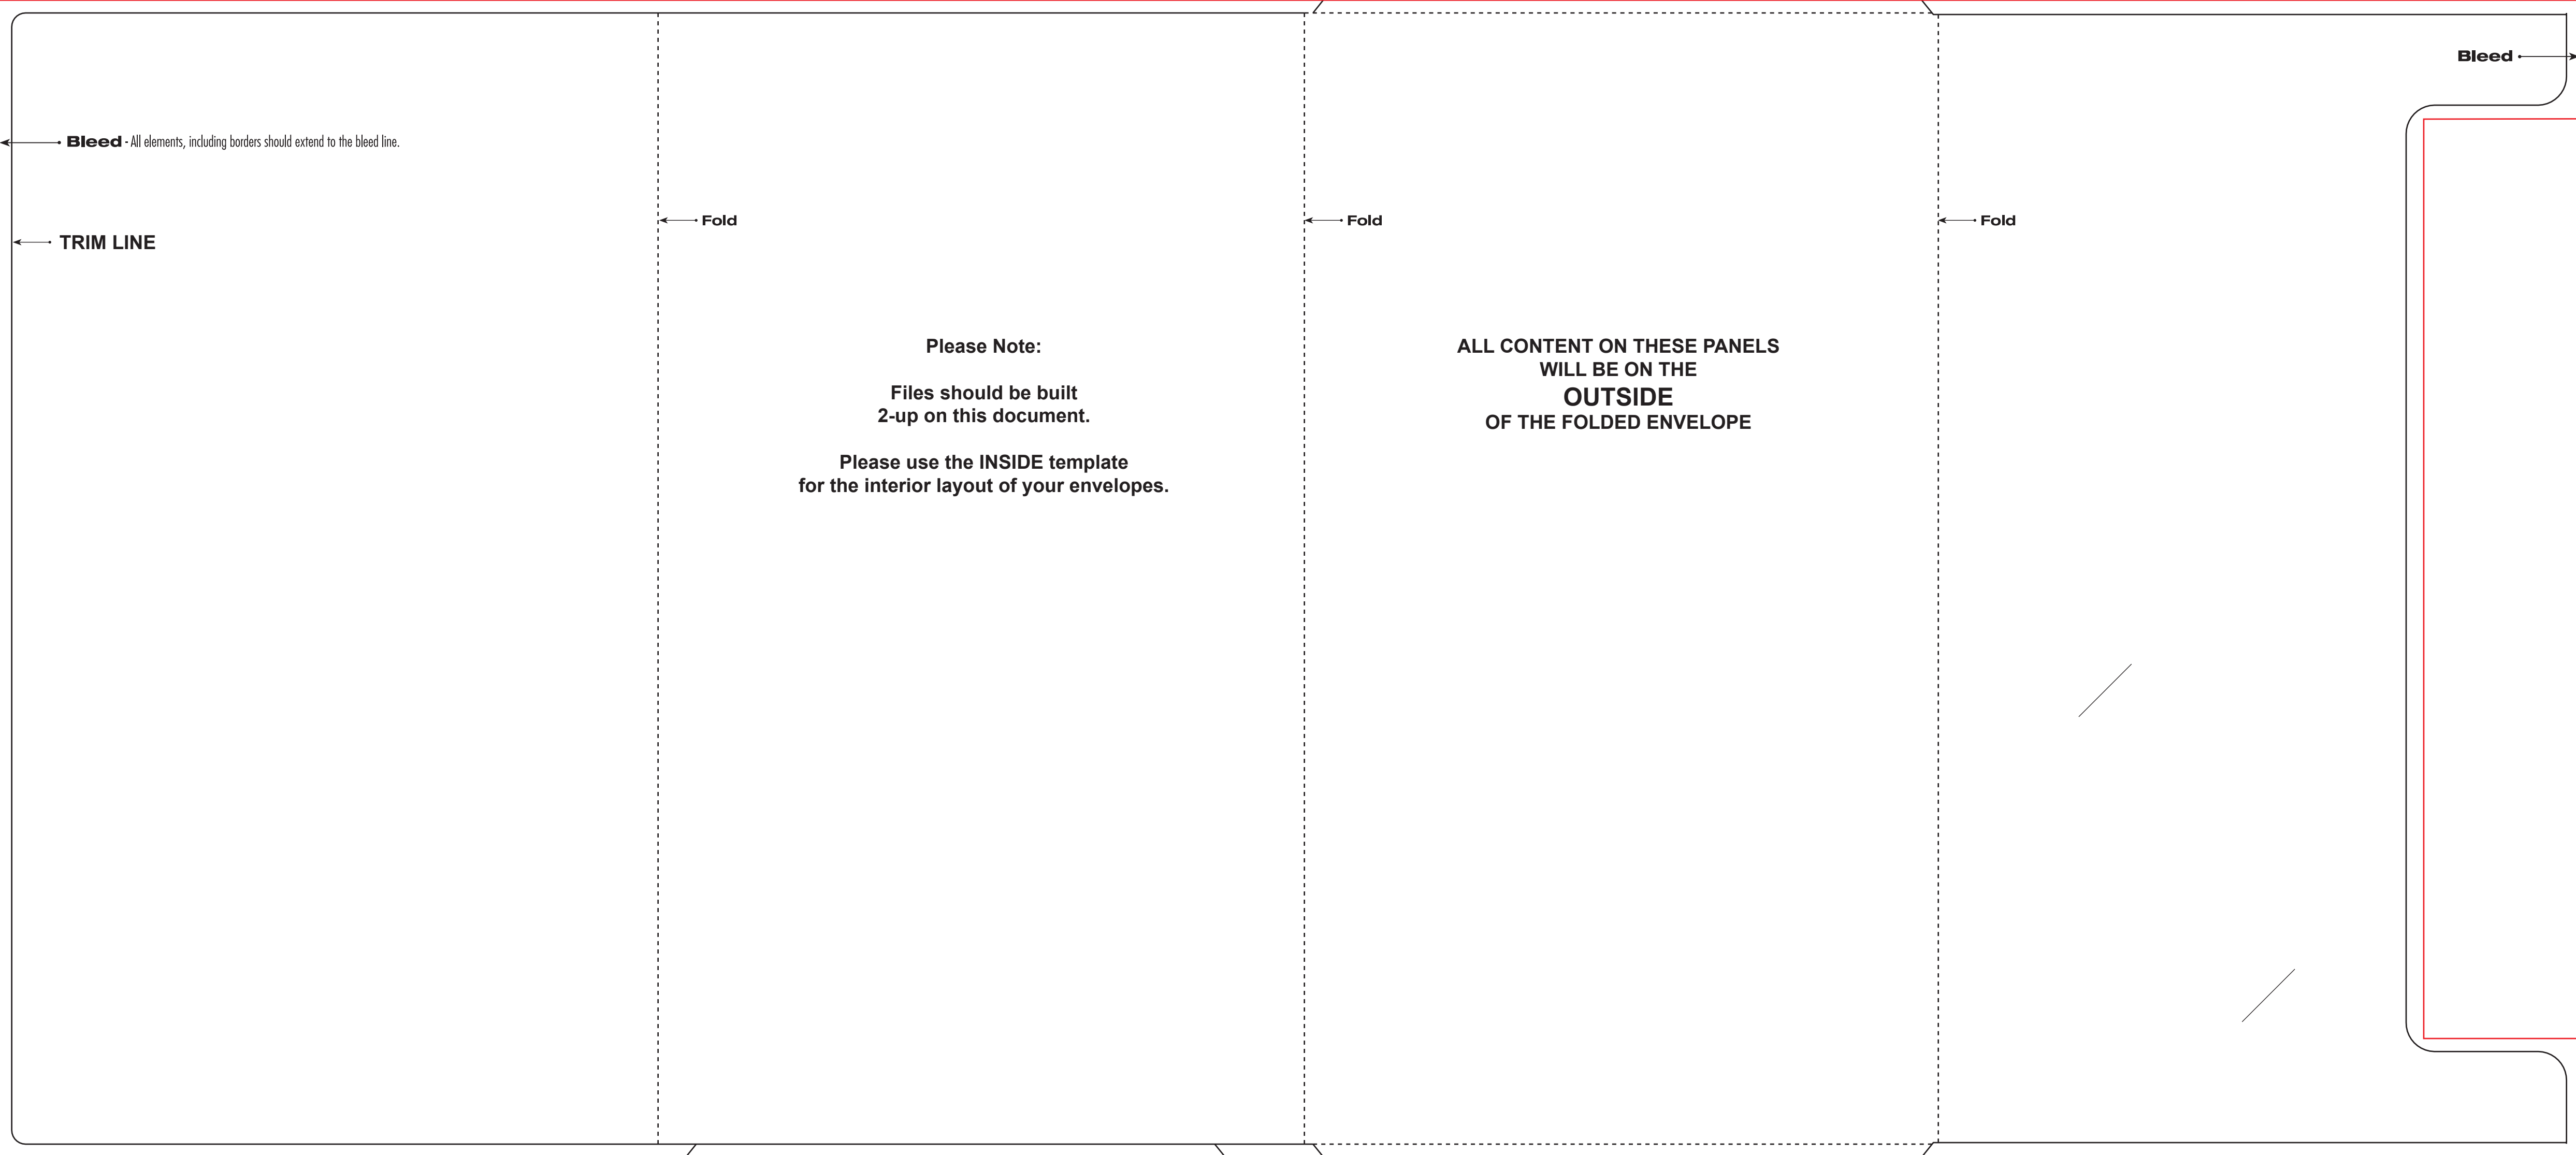 Bleed
Bleed - All elements, including borders should extend to the bleed line.
Fold
Fold
Fold
TRIM LINE
Please Note:
Files should be built
2-up on this document.
Please use the INSIDE template
for the interior layout of your envelopes.
ALL CONTENT ON THESE PANELS
WILL BE ON THE
OUTSIDE
OF THE FOLDED ENVELOPE